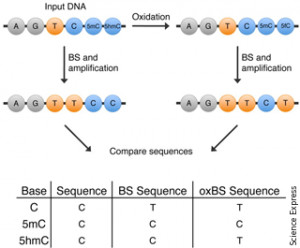 Input DNA
Oxidation
A G T C 5mC 5hmC
A G T C 5mC 5fC
BS and
amplification
BS and
amplification
A G T T C C
A G T T C T
Compare sequences
Base Sequence BS Sequence oxBS Sequence
C C T T
5mC C C C
5hmC C C T
Science Express